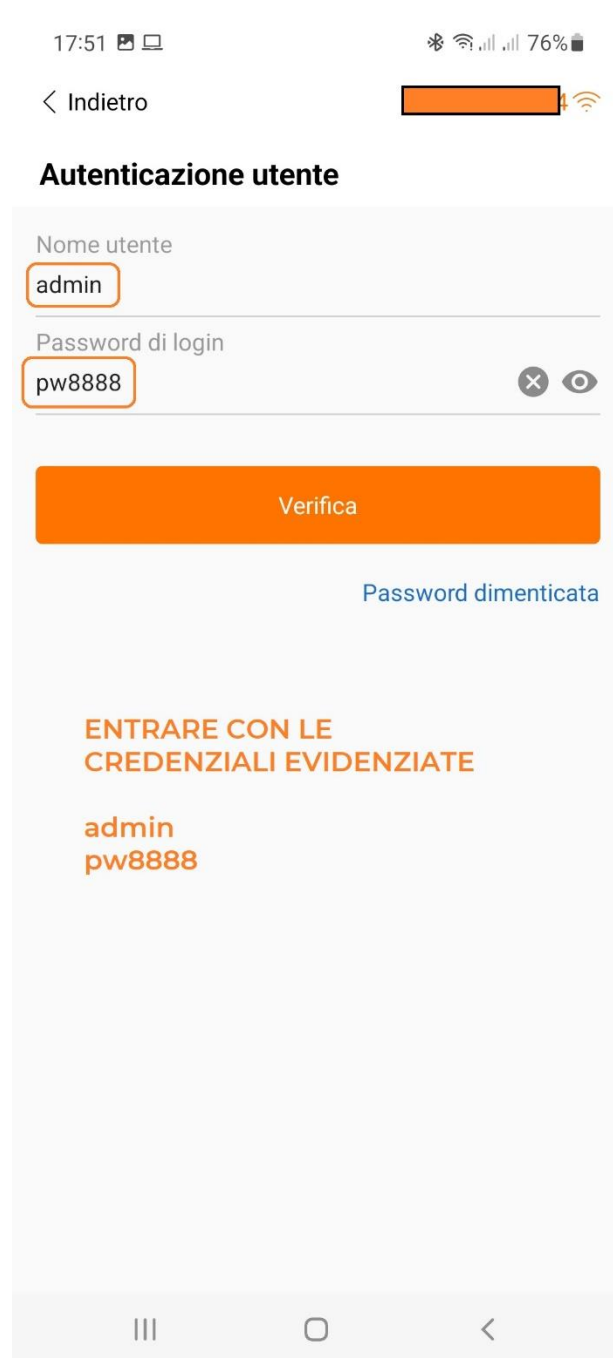 17:51 76%
Indietro
4
Autenticazione utente
Nome utente
admin
Password di login
pw8888
Verifica
Password dimenticata
ENTRARE CON LE
CREDENZIALI EVIDENZIATE
admin
pw8888